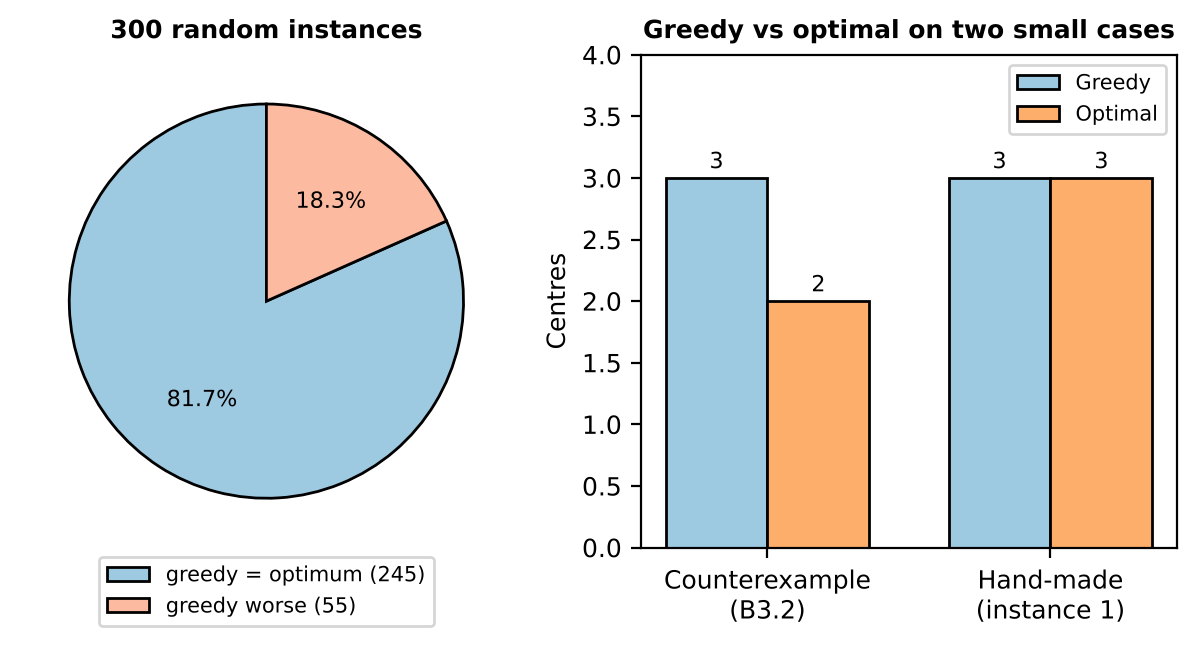 300 random instances
18.3%
81.7%
greedy = optimum (245)
greedy worse (55)
Greedy vs optimal on two small cases
Centres
4.0
3.5
3.0
2.5
2.0
1.5
1.0
0.5
0.0
Greedy
Optimal
3
2
3
3
Counterexample
(B3.2)
Hand-made
(instance 1)